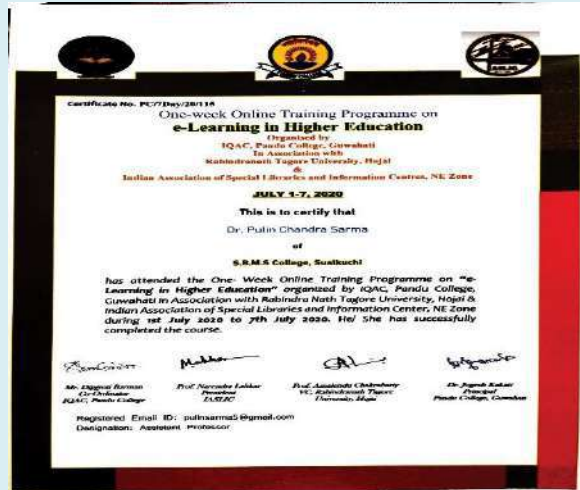 Certificate No. PC/7Day/20/115
One-week Online Training Programme on
e-Learning in Higher Education
Organised by
IQAC, Pandu College, Guwahati
In Association with
Rabindranath Tagore University, Hojai
&
Indian Association of Special Libraries and Information Centres, NE Zone
JULY 1-7, 2020
This is to certify that
Dr. Pulin Chandra Sarma
of
S.B.M.S College, Sualkuchi
has attended the One- Week Online Training Programme on "e-
Learning in Higher Education" organized by IQAC, Pandu College,
Guwahati in Association with Rabindra Nath Tagore University, Hojai &
Indian Association of Special Libraries and Information Center, NE Zone
during 1st July 2020 to 7th July 2020. He/ She has successfully
completed the course.
Mr. Barman
Co-Ordinator
IQAC, Pandu College
Prof. Narendra Lahkar
President
IASLIC
Prof. Amalendu Chakrabarty
VC, Rabindranath Tagore
University, Hojai
Dr. Jogesh Kakati
Principal
Pandu College, Guwahati
Registered Email ID: pulinsarma5@gmail.com
Designation: Assistant Professor